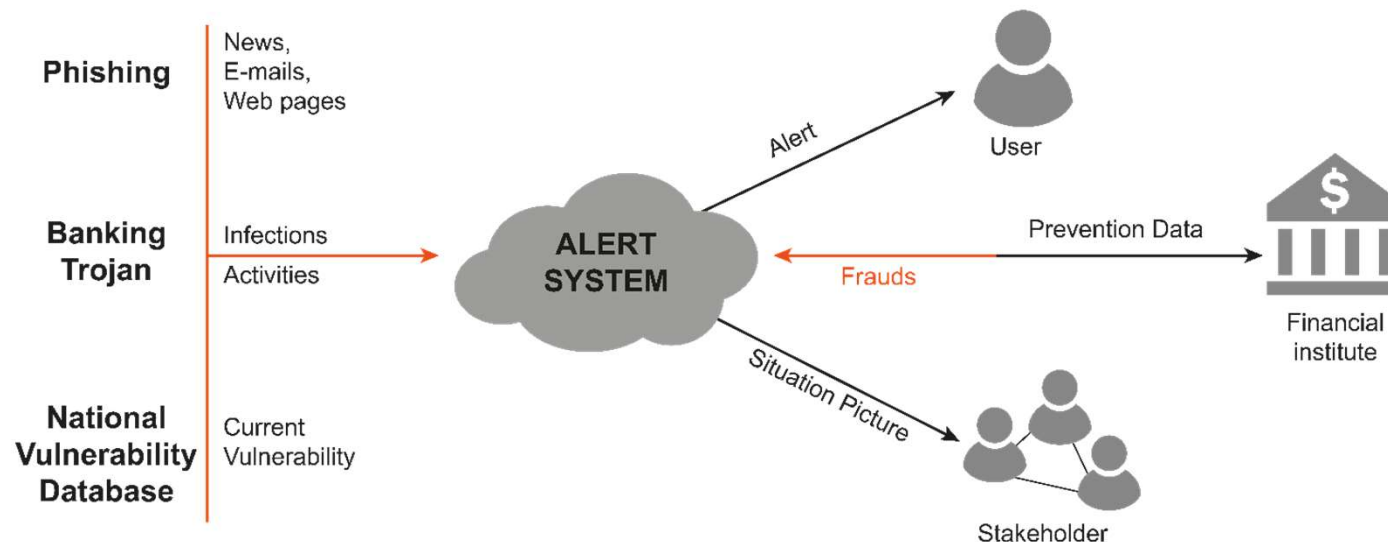 Phishing
News,
E-mails,
Web pages
Banking
Trojan
Infections
Activities
National
Vulnerability
Database
Current
Vulnerability
ALERT
SYSTEM
Alert
User
Frauds
Prevention Data
$
Financial
institute
Situation Picture
Stakeholder